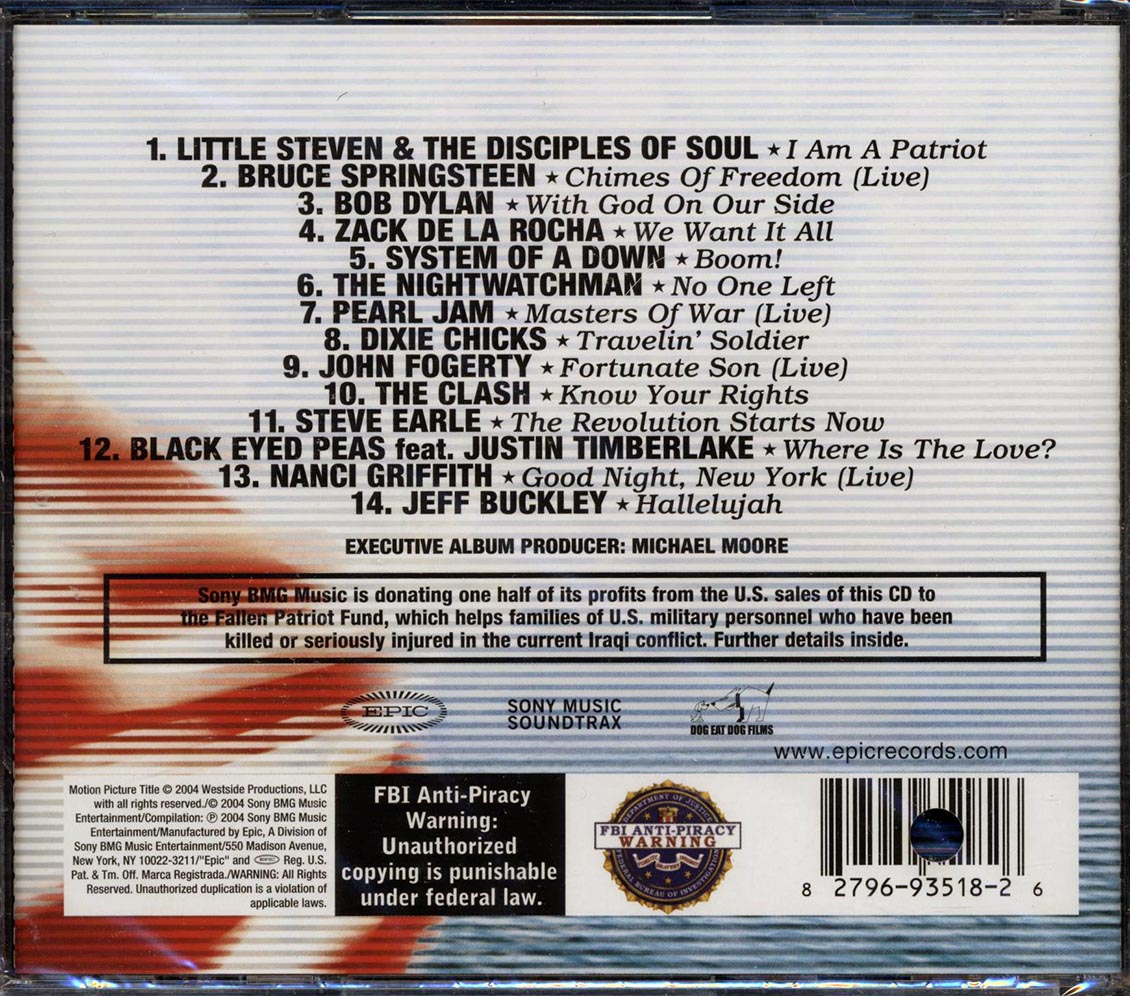 1. LITTLE STEVEN & THE DISCIPLES OF SOUL ★ I Am A Patriot
2. BRUCE SPRINGSTEEN ★ Chimes Of Freedom (Live)
3. BOB DYLAN ★ With God On Our Side
4. ZACK DE LA ROCHA ★ We Want It All
5. SYSTEM OF A DOWN ★ Boom!
6. THE NIGHTWATCHMAN ★ No One Left
7. PEARL JAM ★ Masters Of War (Live)
8. DIXIE CHICKS ★ Travelin' Soldier
9. JOHN FOGERTY ★ Fortunate Son (Live)
10. THE CLASH ★ Know Your Rights
11. STEVE EARLE ★ The Revolution Starts Now
12. BLACK EYED PEAS feat. JUSTIN TIMBERLAKE ★ Where Is The Love?
13. NANCI GRIFFITH ★ Good Night, New York (Live)
14. JEFF BUCKLEY ★ Hallelujah
EXECUTIVE ALBUM PRODUCER: MICHAEL MOORE
Sony BMG Music is donating one half of its profits from the U.S. sales of this CD to
the Fallen Patriot Fund, which helps families of U.S. military personnel who have been
killed or seriously injured in the current Iraqi conflict. Further details inside.
EPIC
SONY MUSIC
SOUNDTRAX
DOG EAT DOG FILMS
www.epicrecords.com
Motion Picture Title © 2004 Westside Productions, LLC
with all rights reserved./© 2004 Sony BMG Music
Entertainment/Compilation: ℗ 2004 Sony BMG Music
Entertainment/Manufactured by Epic, A Division of
Sony BMG Music Entertainment/550 Madison Avenue,
New York, NY 10022-3211/"Epic" and Reg. U.S.
Pat. & Tm. Off. Marca Registrada./WARNING: All Rights
Reserved. Unauthorized duplication is a violation of
applicable laws.
FBI Anti-Piracy
Warning:
Unauthorized
copying is punishable
under federal law.
DEPARTMENT OF JUSTICE
FBI ANTI-PIRACY
WARNING
FEDERAL BUREAU OF INVESTIGATION
8 2796-93518-2 6